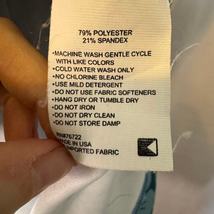 79% POLYESTER
21% SPANDEX
•MACHINE WASH GENTLE CYCLE
WITH LIKE COLORS
•COLD WATER WASH ONLY
•NO CHLORINE BLEACH
•USE MILD DETERGENT
•DO NOT USE FABRIC SOFTENERS
•HANG DRY OR TUMBLE DRY
•DO NOT IRON
•DO NOT DRY CLEAN
•DO NOT STORE DAMP
MADE IN USA
IMPORTED FABRIC